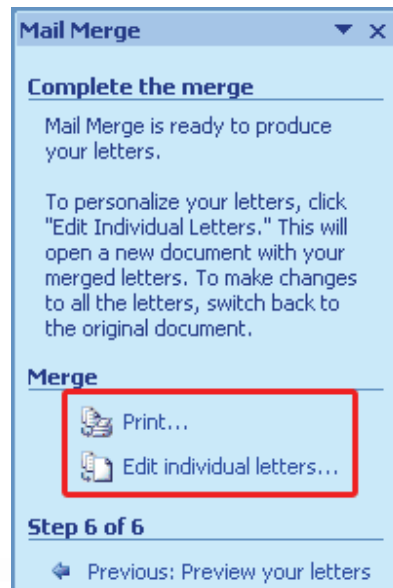 Mail Merge
Complete the merge
Mail Merge is ready to produce
your letters.
To personalize your letters, click
"Edit Individual Letters." This will
open a new document with your
merged letters. To make changes
to all the letters, switch back to
the original document.
Merge
Print...
Edit individual letters...
Step 6 of 6
Previous: Preview your letters